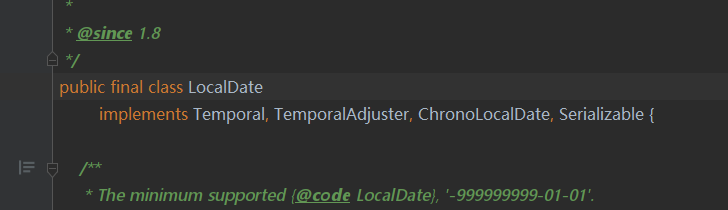 *
* @since 1.8
*/
public final class LocalDate
implements Temporal, TemporalAdjuster, ChronoLocalDate, Serializable {
/**
* The minimum supported {@code LocalDate}, '-999999999-01-01'.